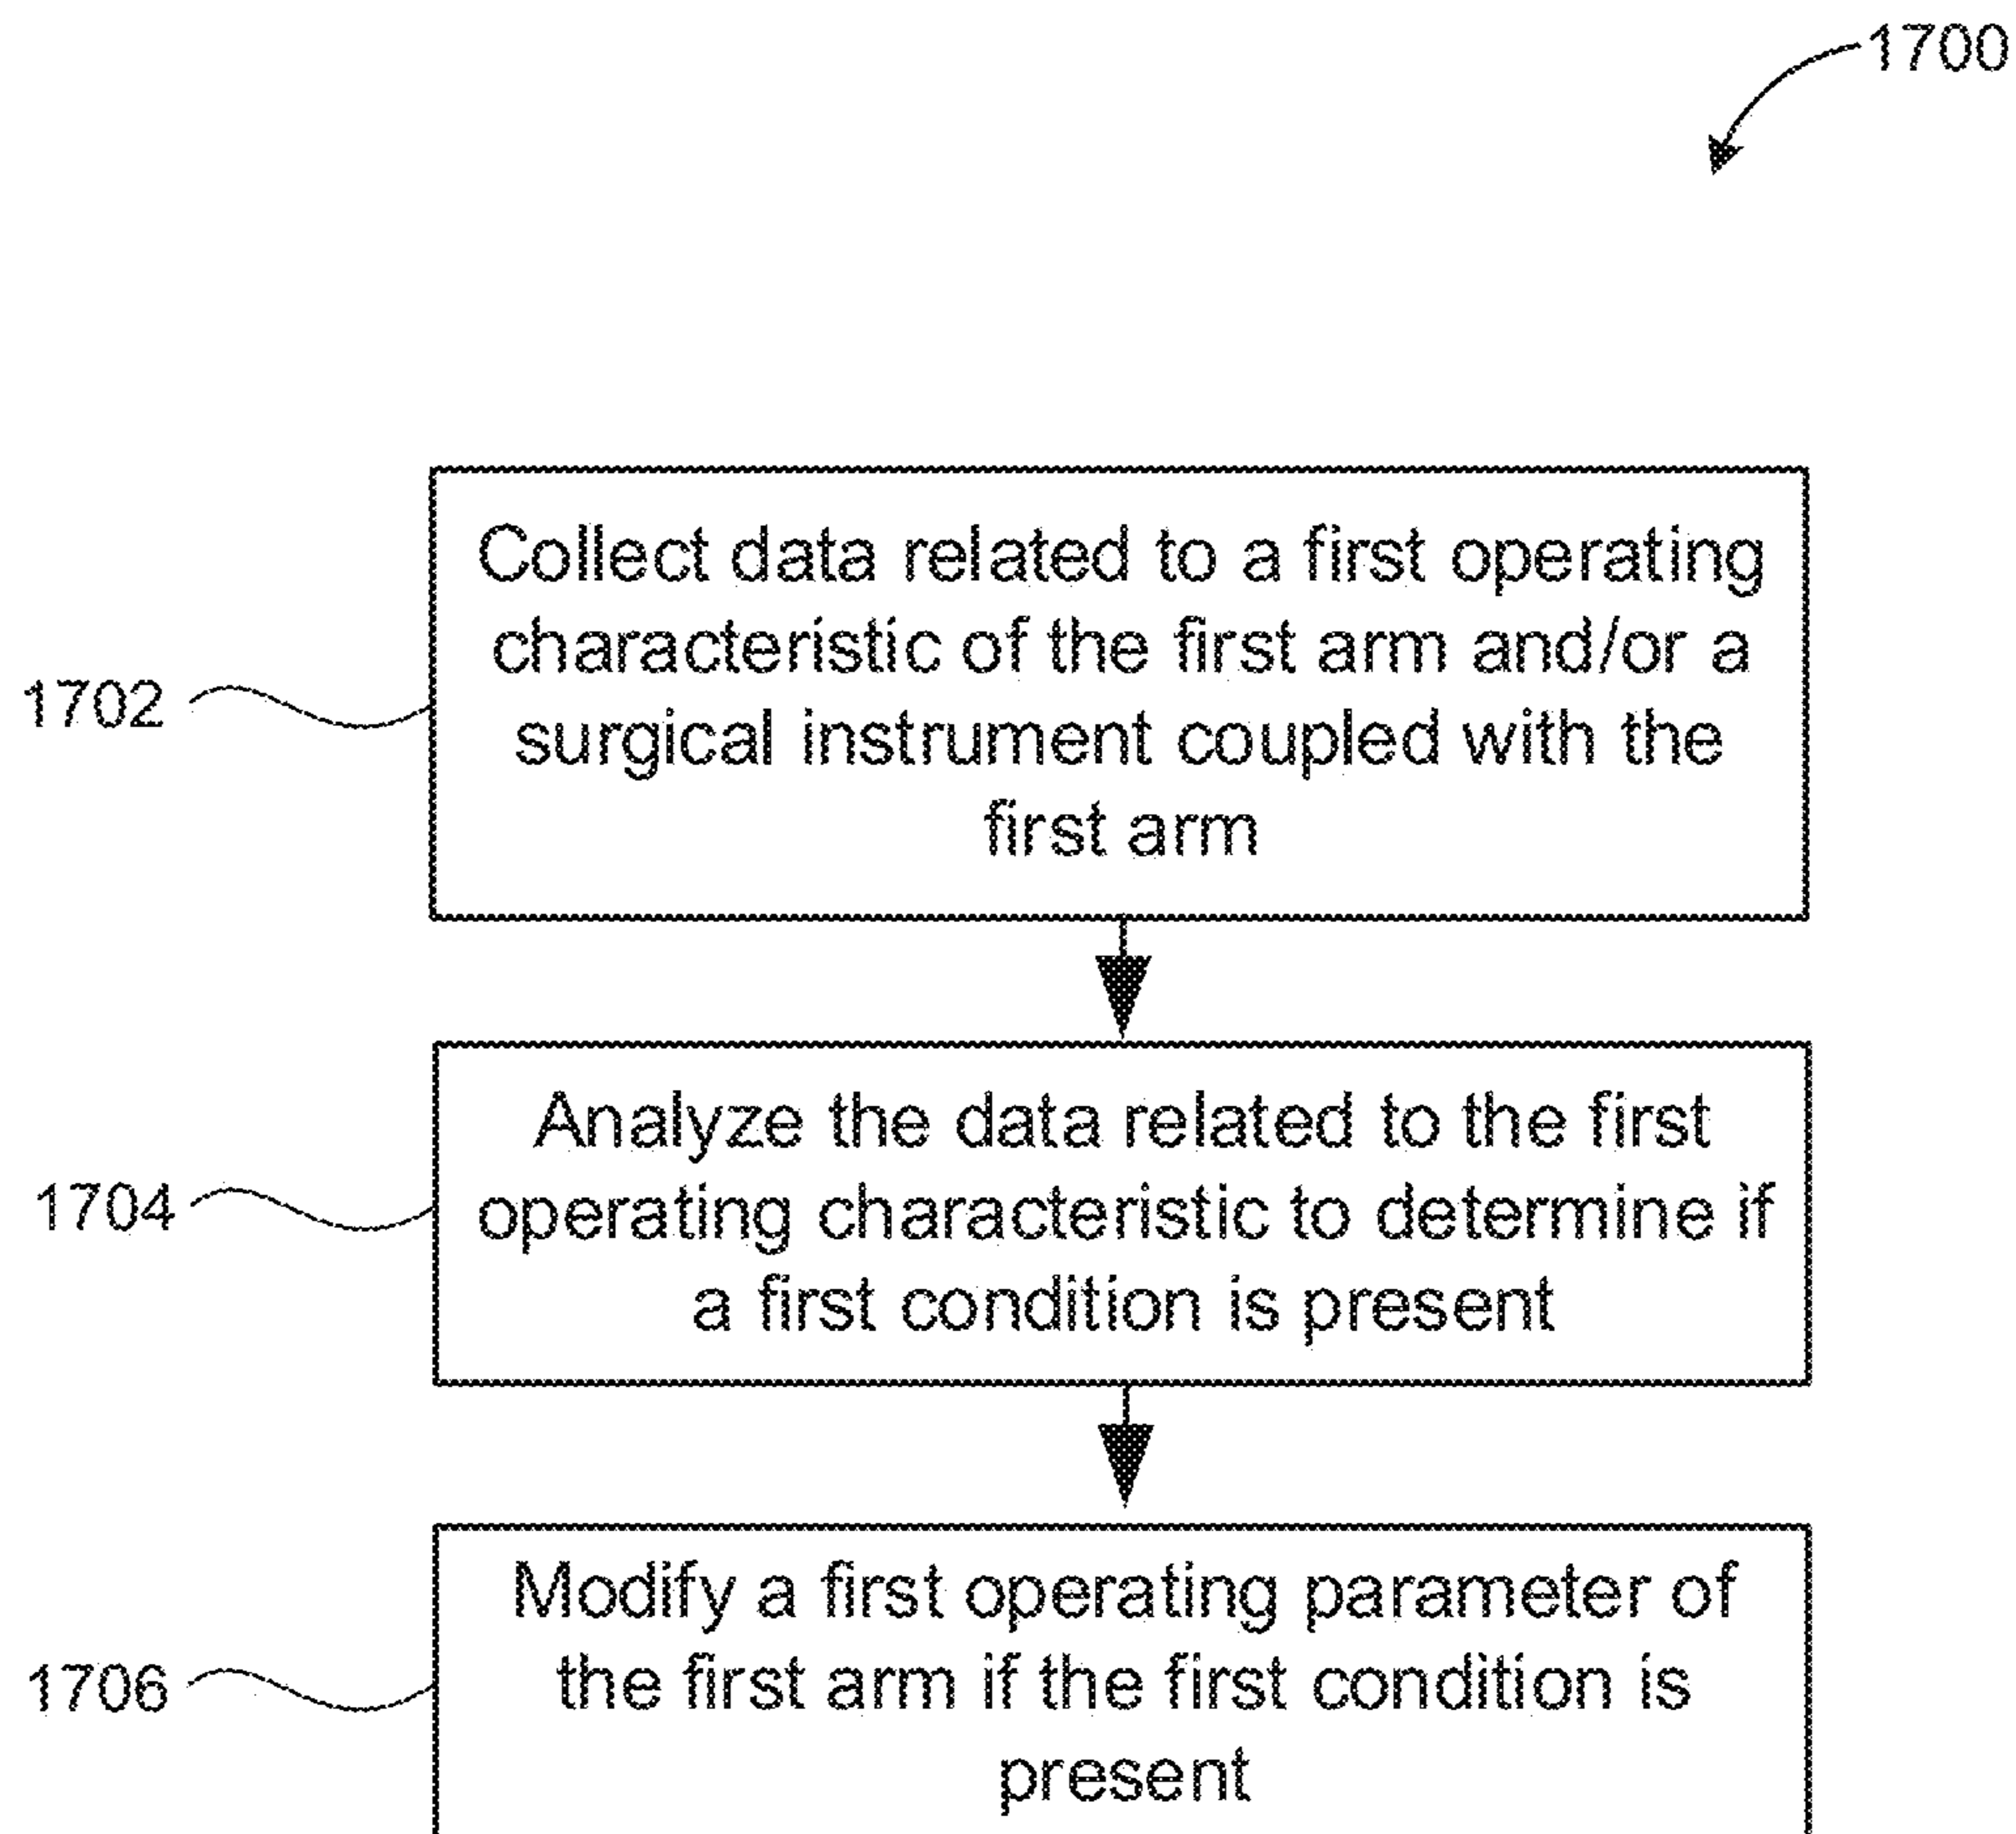 1700
Collect data related to a first operating
characteristic of the first arm and/or a
surgical instrument coupled with the
first arm
1702
Analyze the data related to the first
operating characteristic to determine if
a first condition is present
1704
Modify a first operating parameter of
the first arm if the first condition is
present
1706